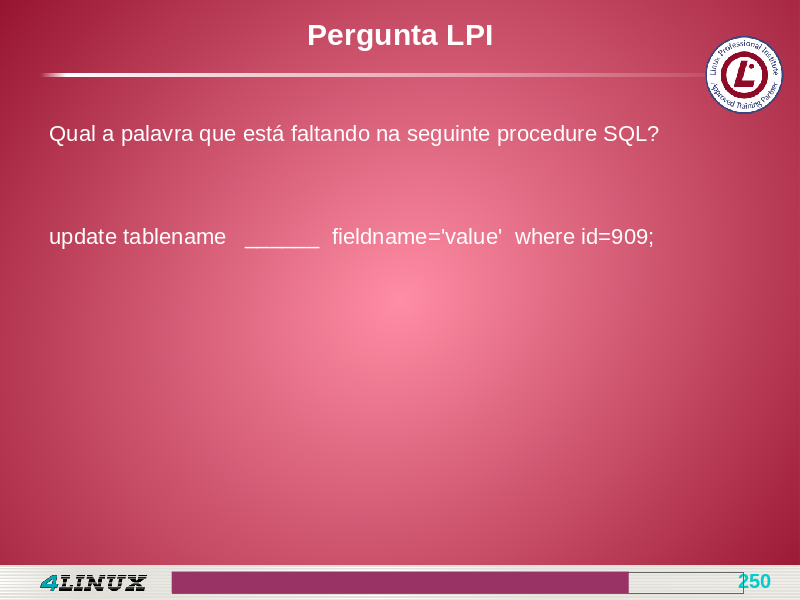 Pergunta LPI
Linux Professional Institute
Approved Training Partner
Qual a palavra que está faltando na seguinte procedure SQL?
update tablename ______ fieldname='value' where id=909;
4LINUX
250